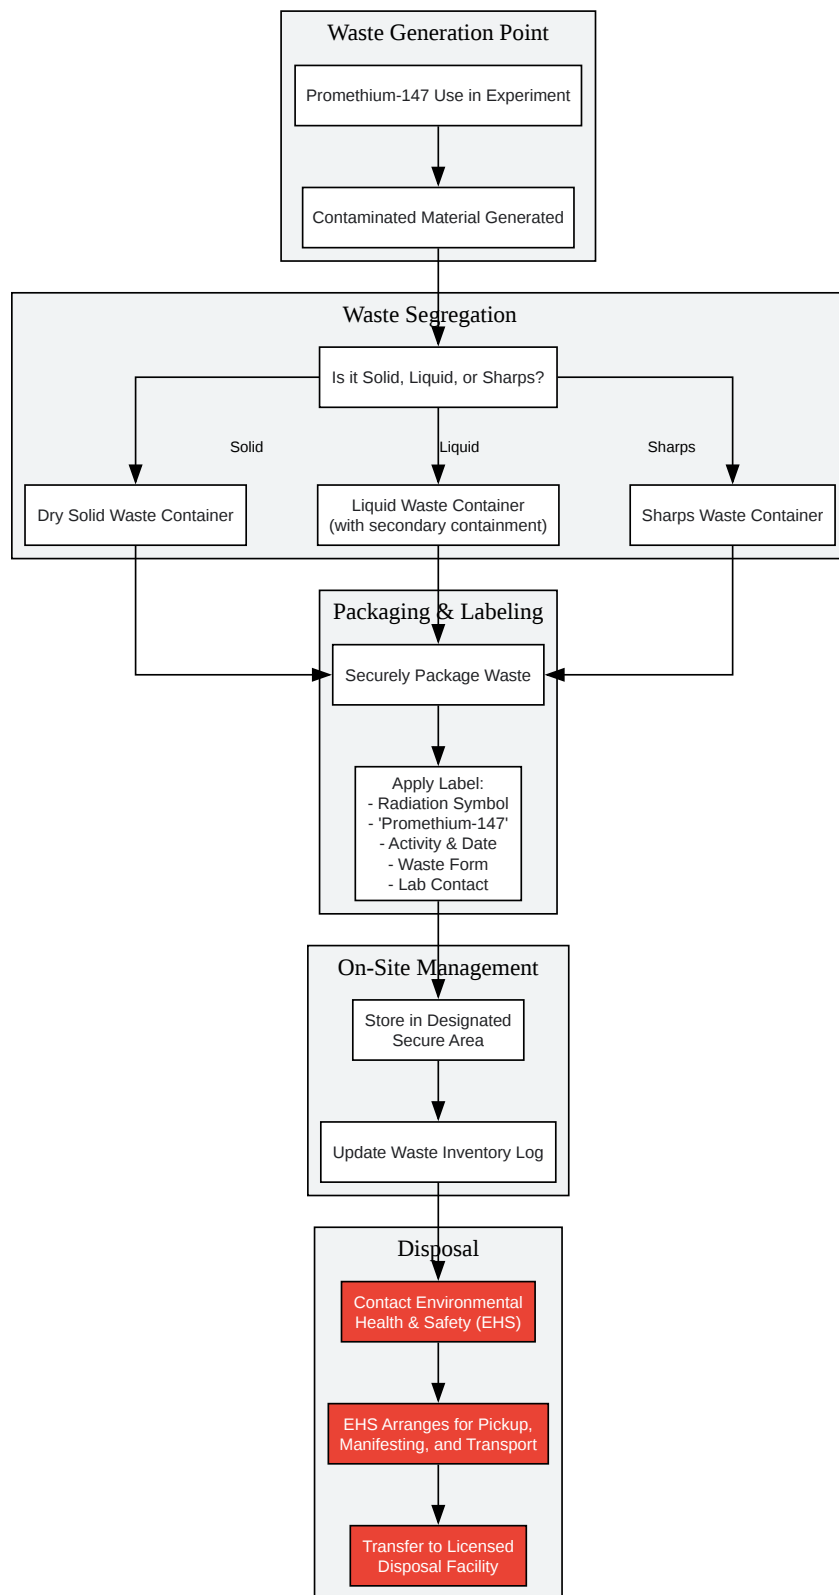 Waste Generation Point
Promethium-147 Use in Experiment
Contaminated Material Generated
Waste Segregation
Is it Solid, Liquid, or Sharps?
Solid
Liquid
Sharps
Dry Solid Waste Container
Liquid Waste Container
(with secondary containment)
Sharps Waste Container
Packaging & Labeling
Securely Package Waste
Apply Label:
- Radiation Symbol
- 'Promethium-147'
- Activity & Date
- Waste Form
- Lab Contact
On-Site Management
Store in Designated
Secure Area
Update Waste Inventory Log
Disposal
Contact Environmental
Health & Safety (EHS)
EHS Arranges for Pickup,
Manifesting, and Transport
Transfer to Licensed
Disposal Facility